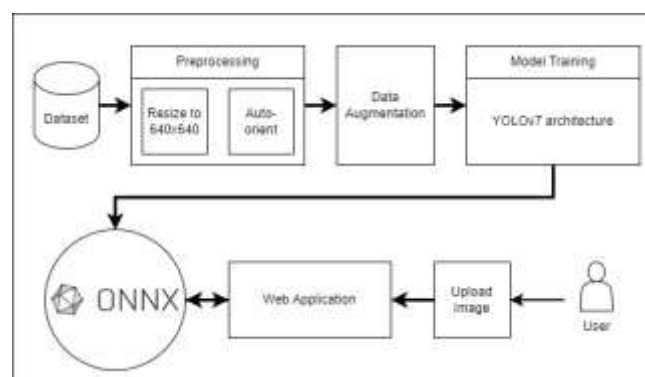 Preprocessing
Model Training
Dataset
Resize to
640x640
Auto-
orient
Data
Augmentation
YOLOv7 architecture
ONNX
Web Application
Upload
Image
User